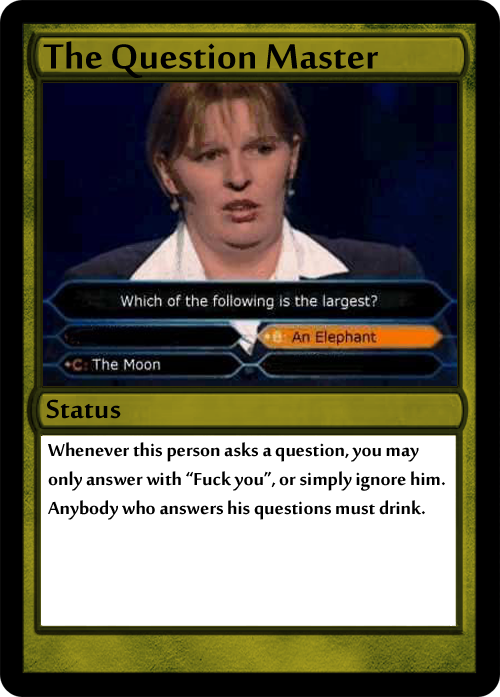 The Question Master
Which of the following is the largest?
B: An Elephant
C: The Moon
Status
Whenever this person asks a question, you may
only answer with “Fuck you”, or simply ignore him.
Anybody who answers his questions must drink.